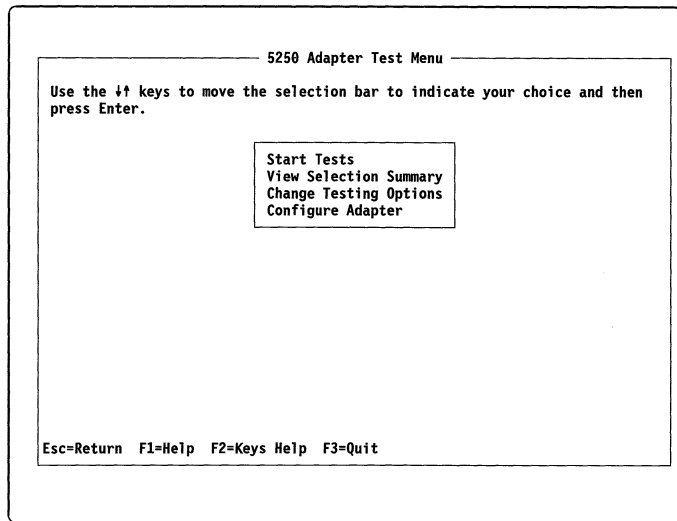 5250 Adapter Test Menu
Use the ↓↑ keys to move the selection bar to indicate your choice and then
press Enter.
Start Tests
View Selection Summary
Change Testing Options
Configure Adapter
Esc=Return  F1=Help  F2=Keys Help  F3=Quit